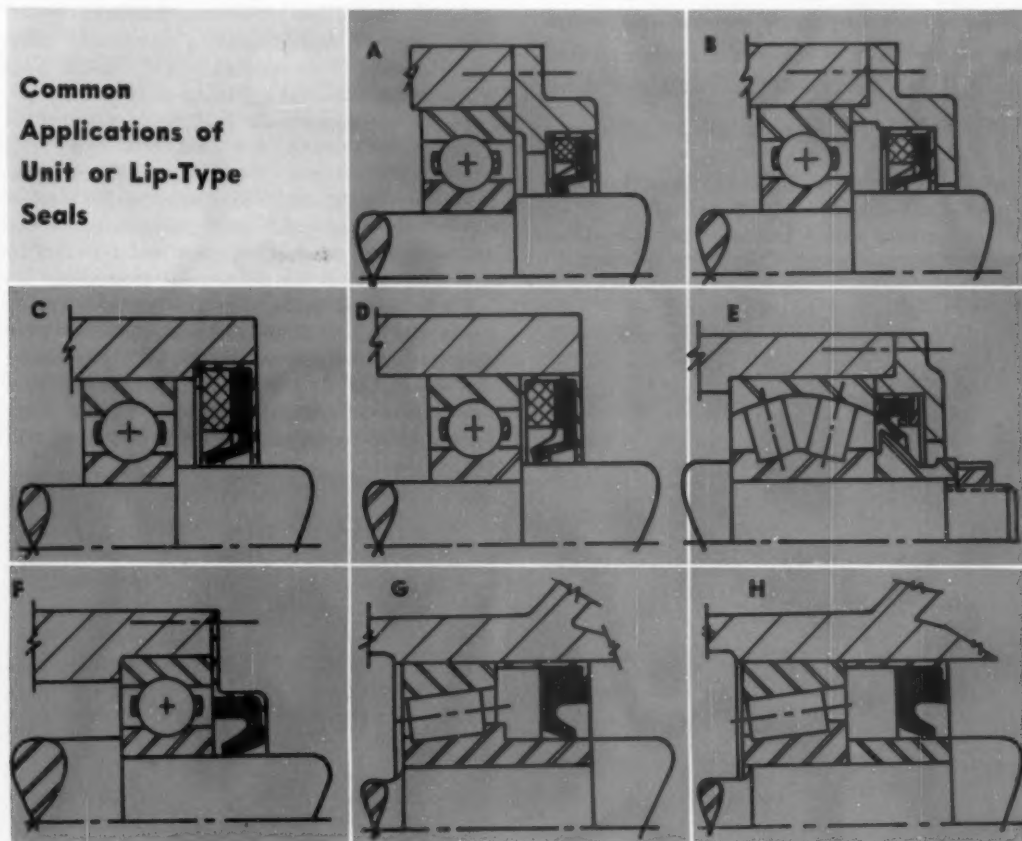 Common
Applications of
Unit or Lip-Type
Seals
A
B
C
D
E
F
G
H